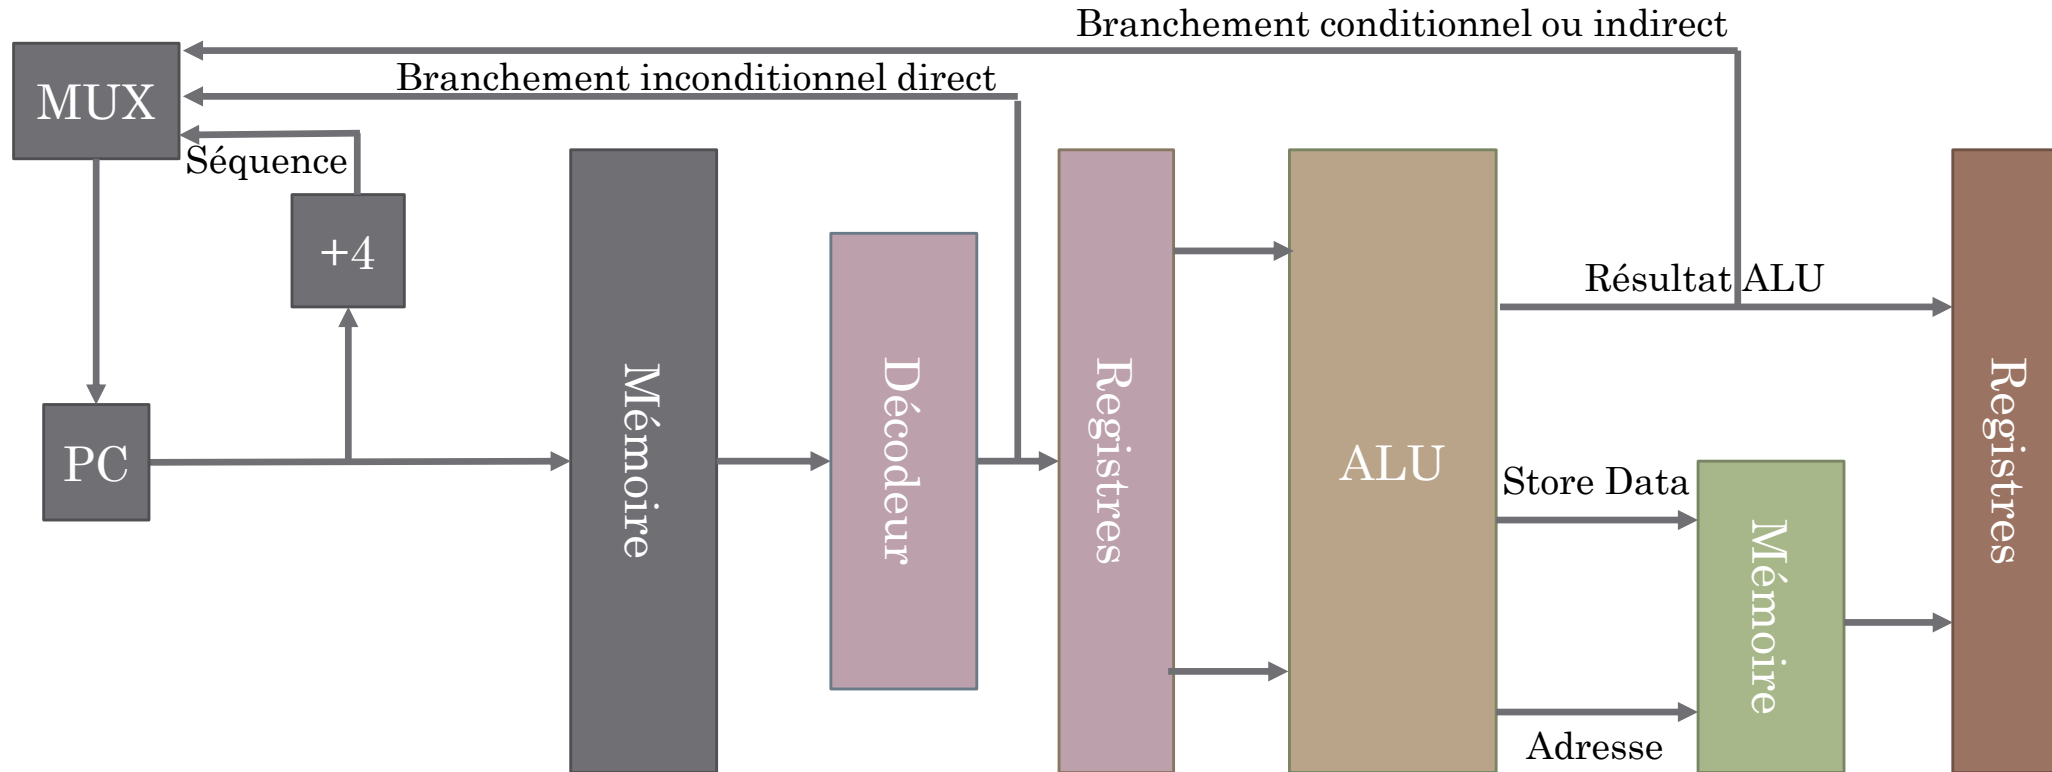 Branchement conditionnel ou indirect
MUX
Branchement inconditionnel direct
Séquence
+4
Résultat ALU
Mémoire
Décodeur
Registres
ALU
Registres
PC
Store Data
Mémoire
Adresse